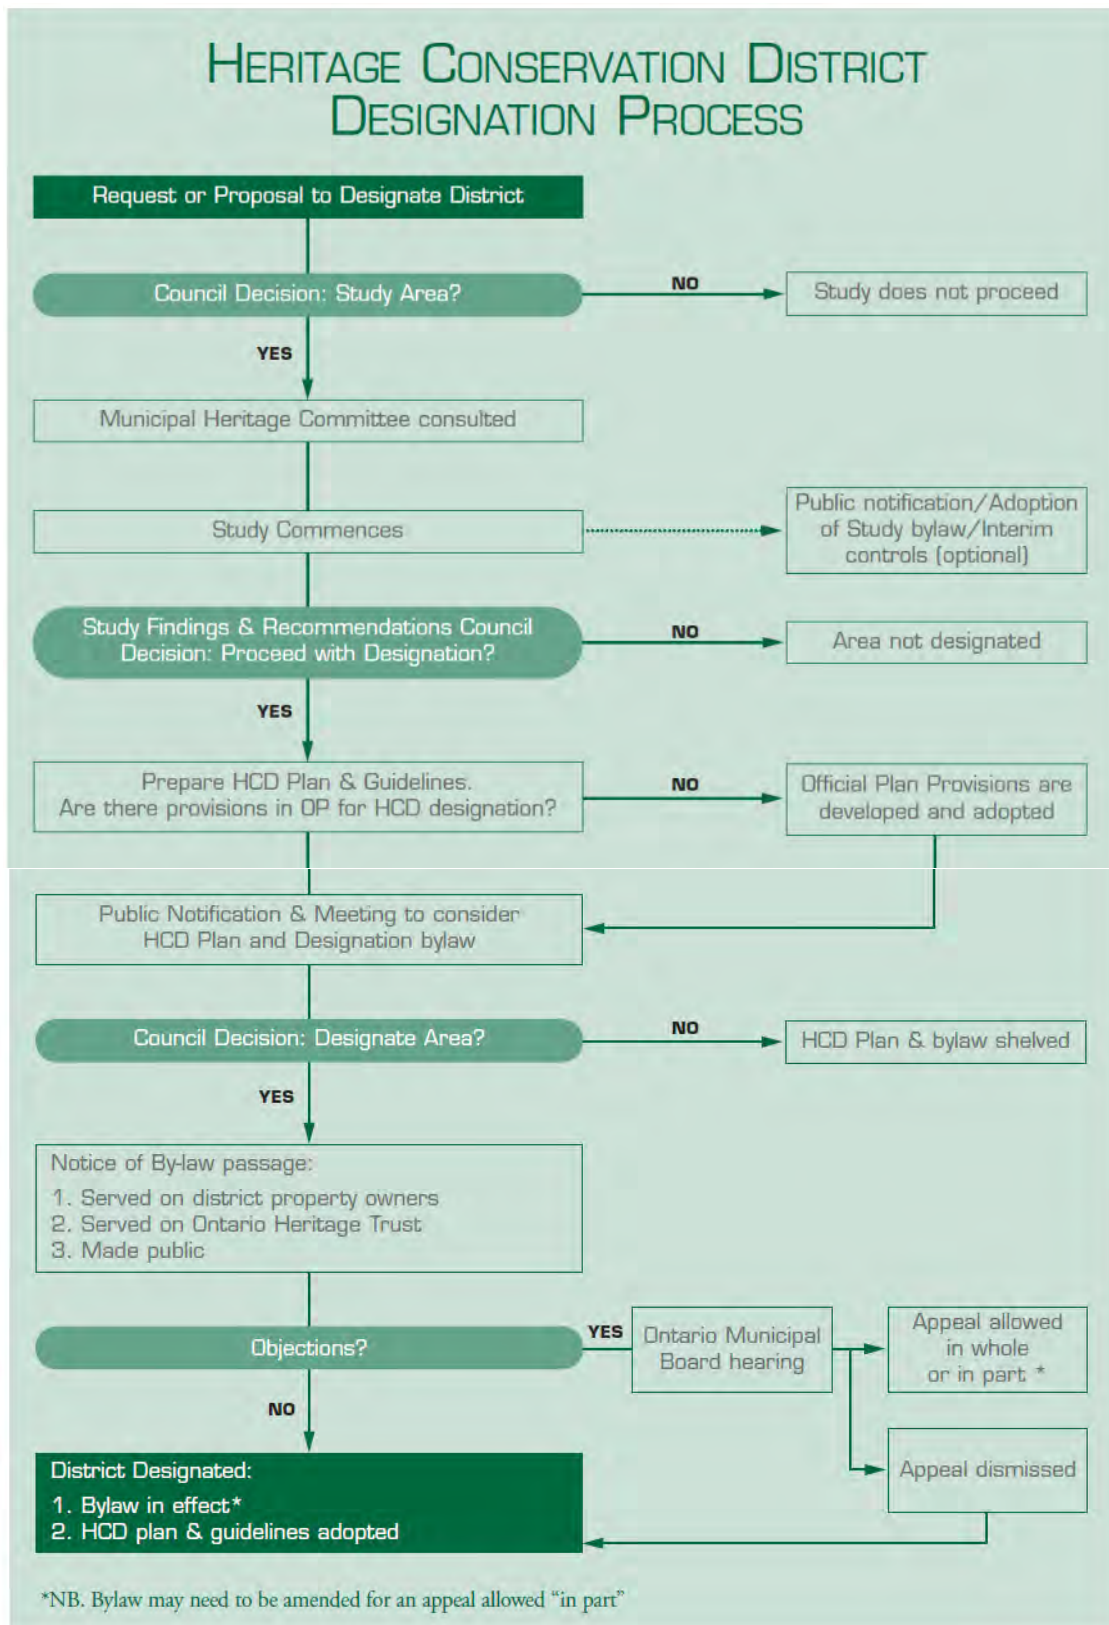 HERITAGE CONSERVATION DISTRICT
DESIGNATION PROCESS
Request or Proposal to Designate District
Council Decision: Study Area?
NO
Study does not proceed
YES
Municipal Heritage Committee consulted
Study Commences
Public notification/Adoption
of Study bylaw/Interim
controls (optional)
Study Findings & Recommendations Council
Decision: Proceed with Designation?
NO
Area not designated
YES
Prepare HCD Plan & Guidelines.
Are there provisions in OP for HCD designation?
NO
Official Plan Provisions are
developed and adopted
Public Notification & Meeting to consider
HCD Plan and Designation bylaw
Council Decision: Designate Area?
NO
HCD Plan & bylaw shelved
YES
Notice of By-law passage:
1. Served on district property owners
2. Served on Ontario Heritage Trust
3. Made public
Objections?
YES
Ontario Municipal
Board hearing
Appeal allowed
in whole
or in part *
NO
Appeal dismissed
District Designated:
1. Bylaw in effect*
2. HCD plan & guidelines adopted
*NB. Bylaw may need to be amended for an appeal allowed “in part”